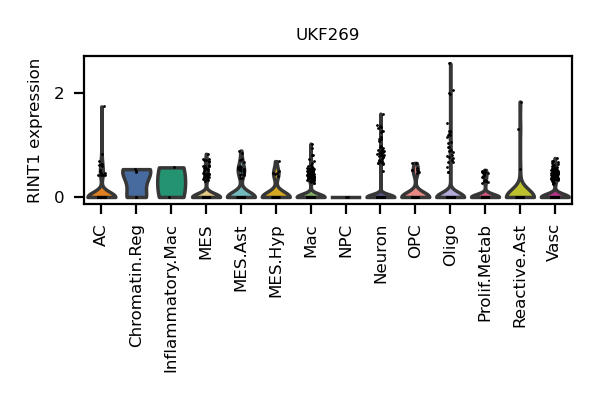 UKF269
RINT1 expression
2
0
AC
Chromatin.Reg
Inflammatory.Mac
MES
MES.Ast
MES.Hyp
Mac
NPC
Neuron
OPC
Oligo
Prolif.Metab
Reactive.Ast
Vasc